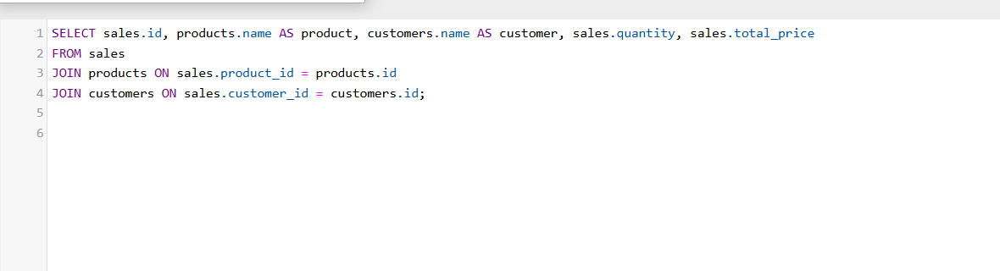 1 SELECT sales.id, products.name AS product, customers.name AS customer, sales.quantity, sales.total_price
2 FROM sales
3 JOIN products ON sales.product_id = products.id
4 JOIN customers ON sales.customer_id = customers.id;
5
6